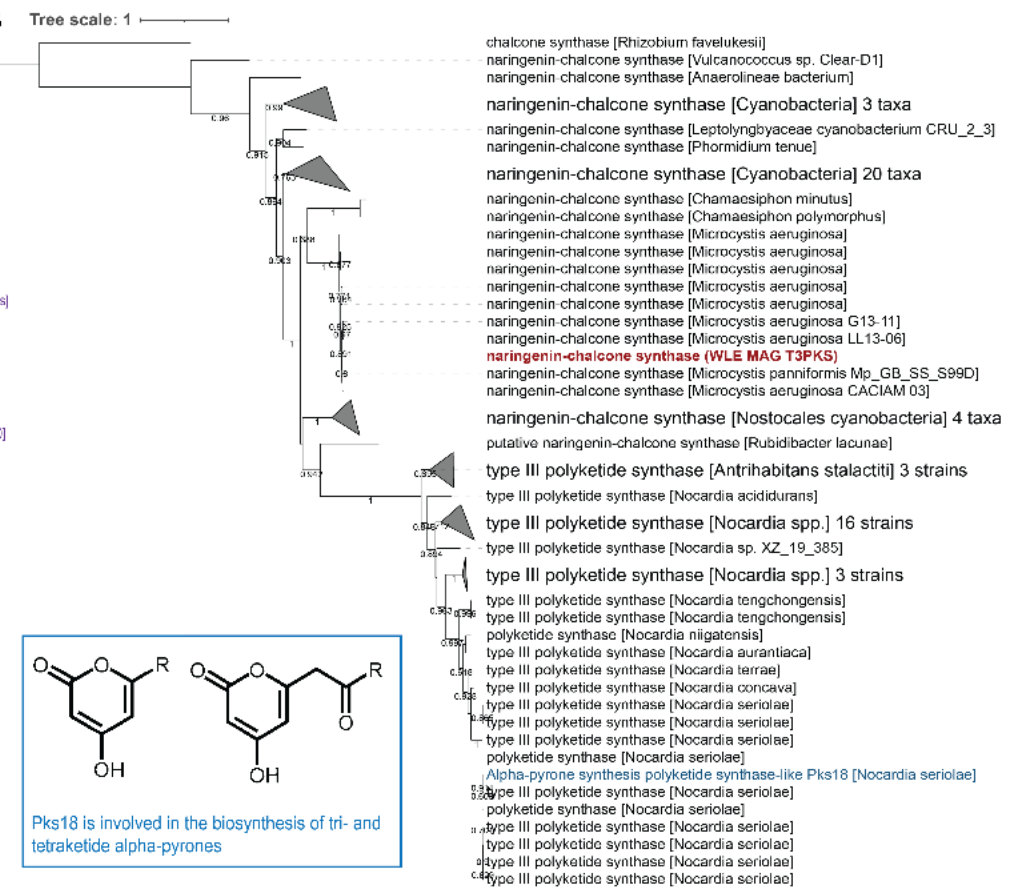 Tree scale: 1
chalcone synthase [Rhizobium favelukesii]
naringenin-chalcone synthase [Vulcanococcus sp. Clear-D1]
naringenin-chalcone synthase [Anaerolineae bacterium]
naringenin-chalcone synthase [Cyanobacteria] 3 taxa
naringenin-chalcone synthase [Leptolyngbyaceae cyanobacterium CRU_2_3]
naringenin-chalcone synthase [Phormidium tenue]
naringenin-chalcone synthase [Cyanobacteria] 20 taxa
naringenin-chalcone synthase [Chamaesiphon minutus]
naringenin-chalcone synthase [Chamaesiphon polymorphus]
naringenin-chalcone synthase [Microcystis aeruginosa]
naringenin-chalcone synthase [Microcystis aeruginosa]
naringenin-chalcone synthase [Microcystis aeruginosa]
naringenin-chalcone synthase [Microcystis aeruginosa]
naringenin-chalcone synthase [Microcystis aeruginosa]
naringenin-chalcone synthase [Microcystis aeruginosa G13-11]
naringenin-chalcone synthase [Microcystis aeruginosa LL13-06]
naringenin-chalcone synthase (WLE MAG T3PKS)
naringenin-chalcone synthase [Microcystis panniformis Mp_GB_SS_S99D]
naringenin-chalcone synthase [Microcystis aeruginosa CACIAM 03]
naringenin-chalcone synthase [Nostocales cyanobacteria] 4 taxa
putative naringenin-chalcone synthase [Rubidibacter lacunae]
type III polyketide synthase [Antrihabitans stalactiti] 3 strains
type III polyketide synthase [Nocardia acididurans]
type III polyketide synthase [Nocardia spp.] 16 strains
type III polyketide synthase [Nocardia sp. XZ_19_385]
type III polyketide synthase [Nocardia spp.] 3 strains
type III polyketide synthase [Nocardia tengchongensis]
type III polyketide synthase [Nocardia tengchongensis]
polyketide synthase [Nocardia niigatensis]
type III polyketide synthase [Nocardia aurantiaca]
type III polyketide synthase [Nocardia terrae]
type III polyketide synthase [Nocardia concava]
type III polyketide synthase [Nocardia seriolae]
type III polyketide synthase [Nocardia seriolae]
type III polyketide synthase [Nocardia seriolae]
polyketide synthase [Nocardia seriolae]
Alpha-pyrone synthesis polyketide synthase-like Pks18 [Nocardia seriolae]
type III polyketide synthase [Nocardia seriolae]
polyketide synthase [Nocardia seriolae]
type III polyketide synthase [Nocardia seriolae]
type III polyketide synthase [Nocardia seriolae]
type III polyketide synthase [Nocardia seriolae]
type III polyketide synthase [Nocardia seriolae]
0.96
1
1
1
1
1
0.942
O O R
OH
O O R
O
OH
Pks18 is involved in the biosynthesis of tri- and
tetraketide alpha-pyrones